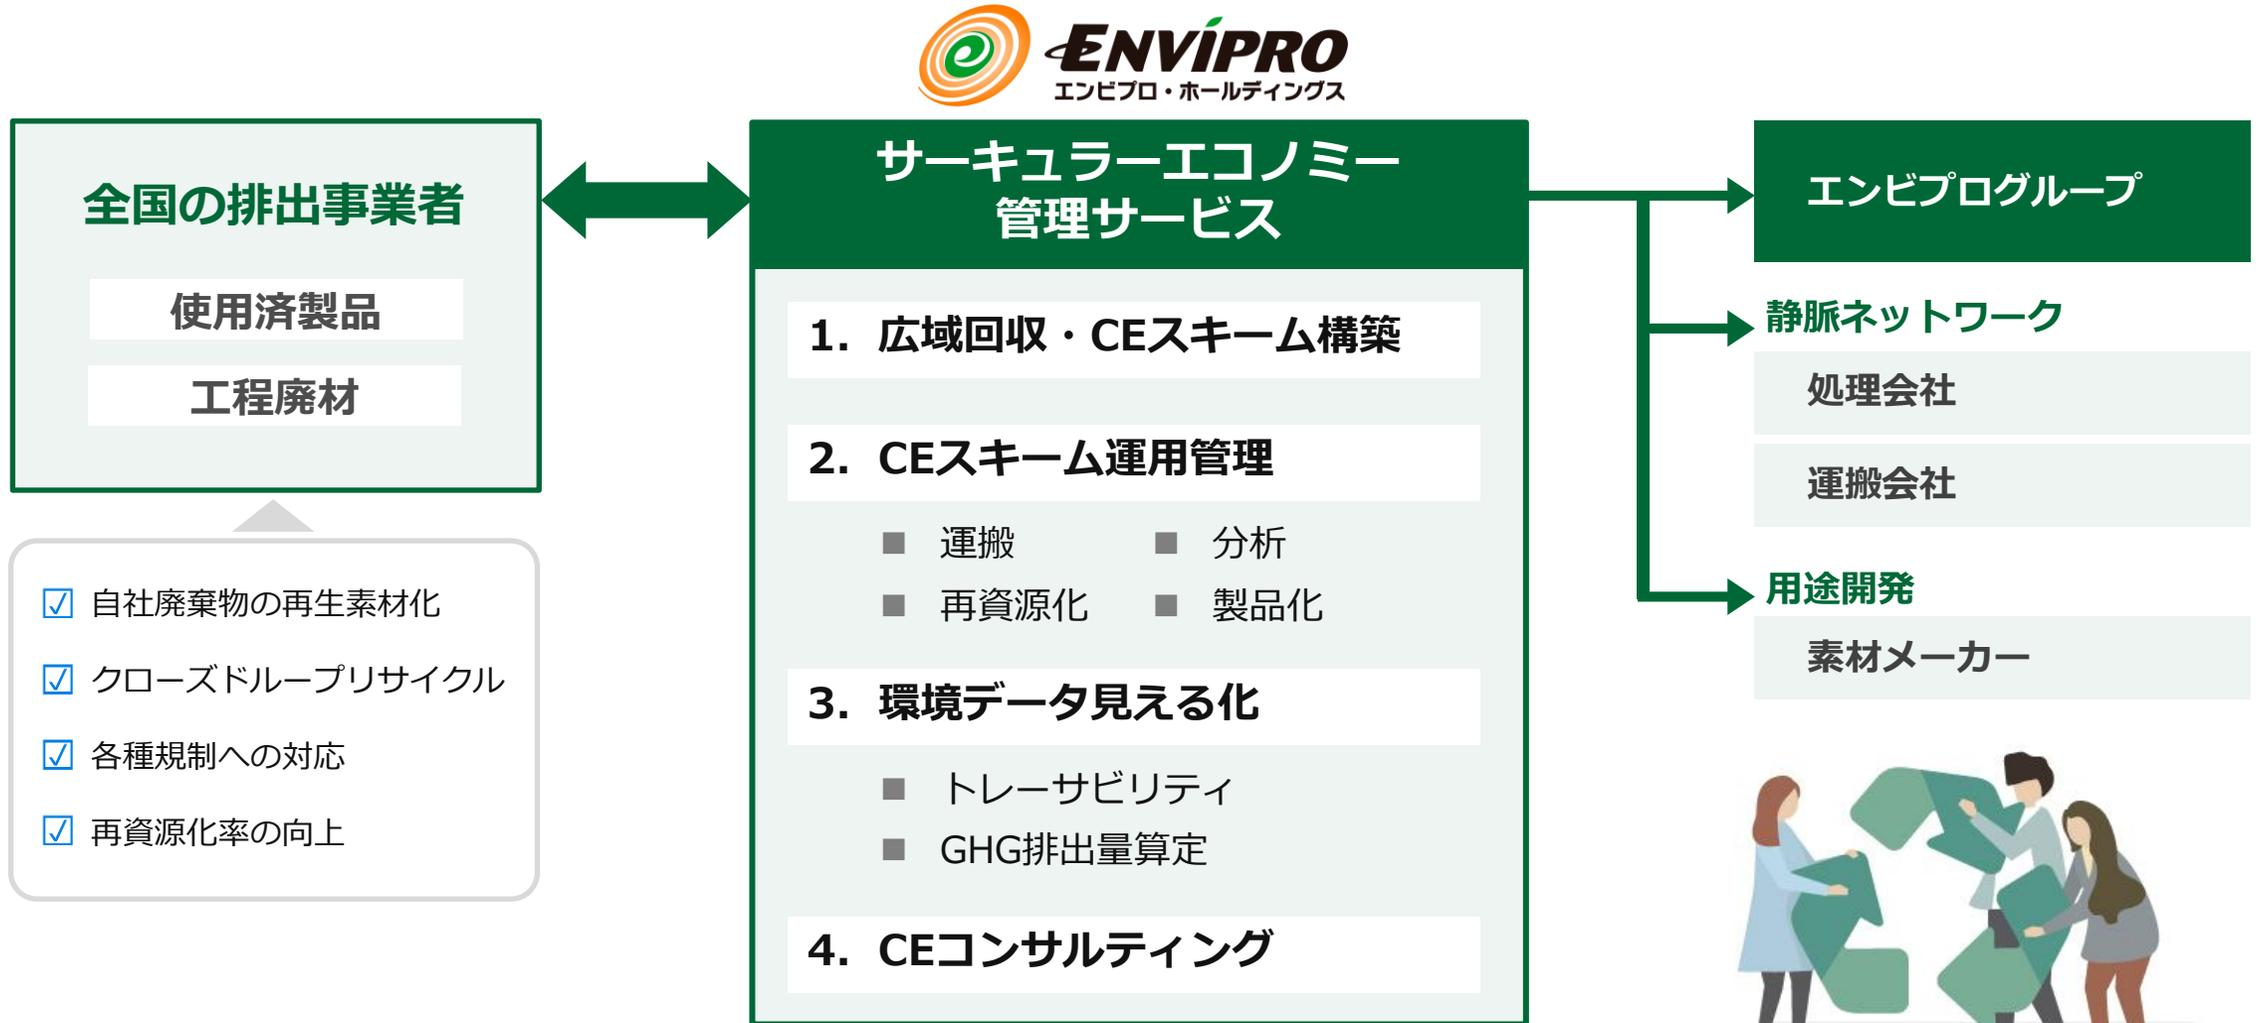 ENVIPRO
エンビプロ・ホールディングス
全国の排出事業者
使用済製品
工程廃材
自社廃棄物の再生素材化
クローズドループリサイクル
各種規制への対応
再資源化率の向上
サーキュラーエコノミー
管理サービス
1. 広域回収・CEスキーム構築
2. CEスキーム運用管理
■ 運搬 ■ 分析
■ 再資源化 ■ 製品化
3. 環境データ見える化
■ トレーサビリティ
■ GHG排出量算定
4. CEコンサルティング
エンビプログループ
静脈ネットワーク
処理会社
運搬会社
用途開発
素材メーカー